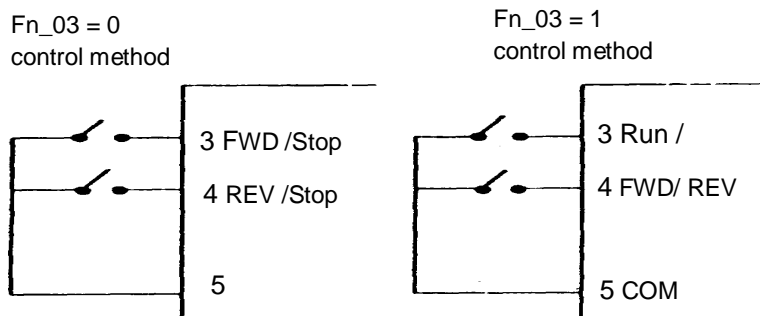 Fn_03 = 0
control method
3 FWD /Stop
4 REV /Stop
5
Fn_03 = 1
control method
3 Run /
4 FWD/ REV
5 COM